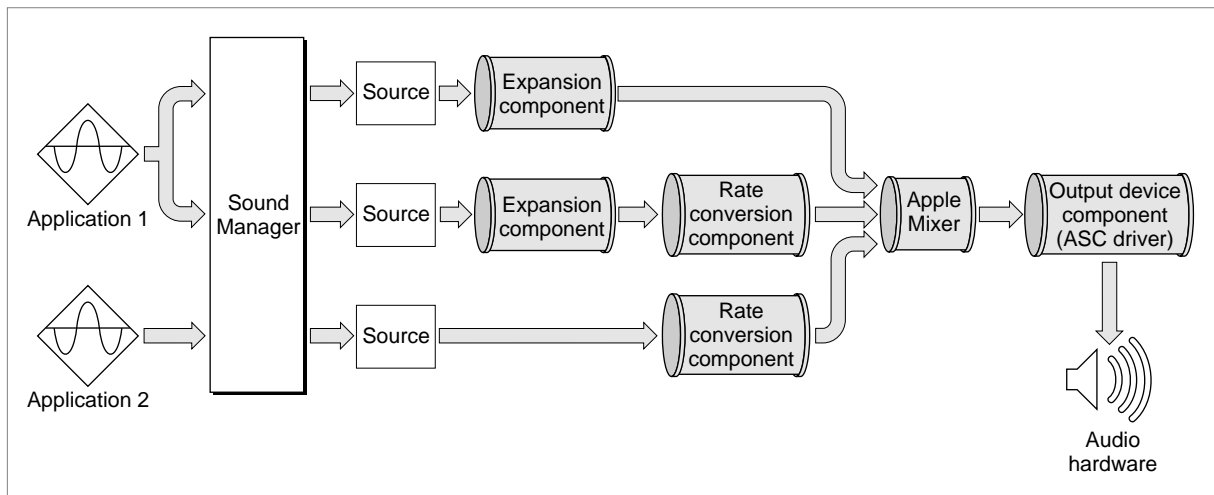 Source
Expansion
component
Application 1
Sound
Manager
Source
Expansion
component
Rate
conversion
component
Apple
Mixer
Output device
component
(ASC driver)
Application 2
Source
Rate
conversion
component
Audio
hardware